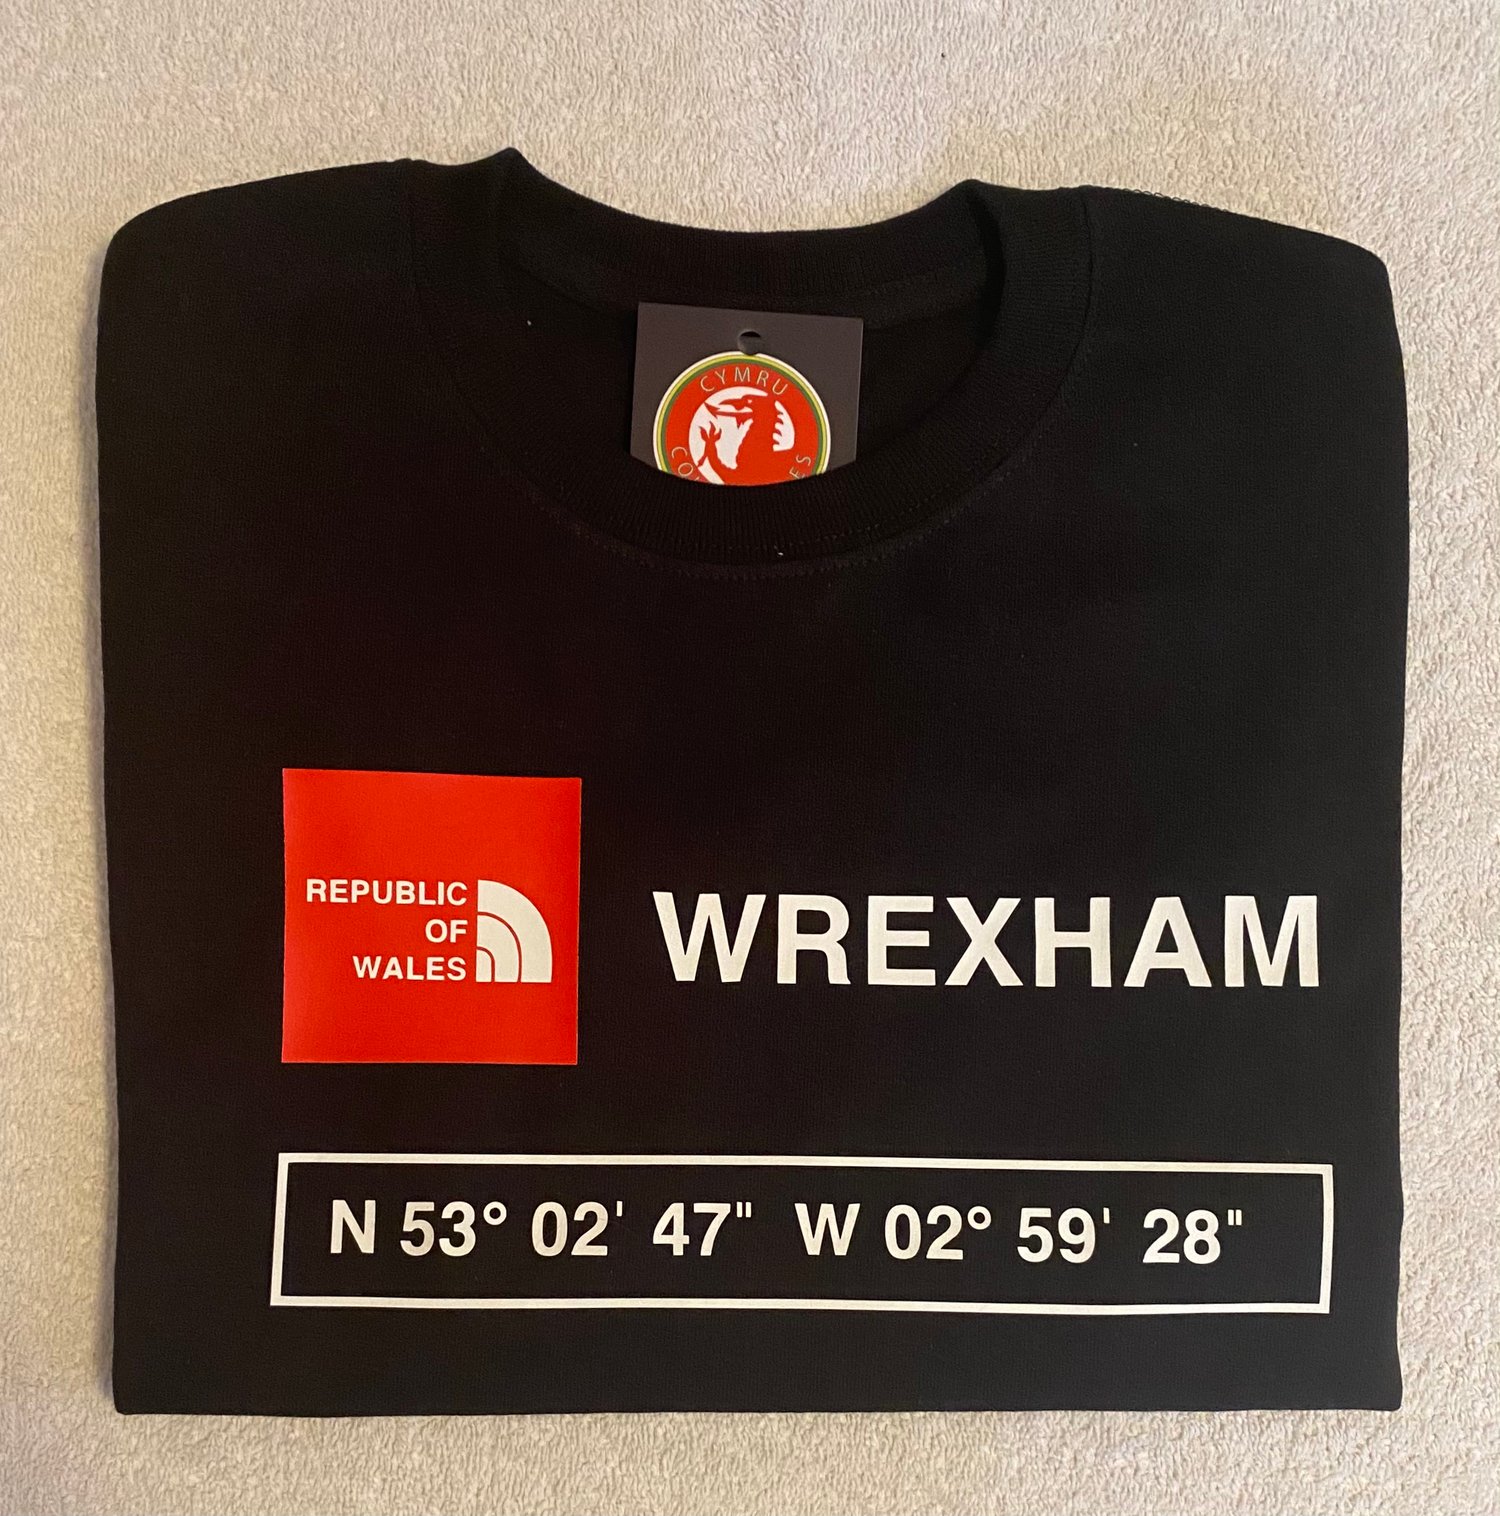 CYMRU
REPUBLIC
OF
WALES
WREXHAM
N 53° 02' 47" W 02° 59' 28"